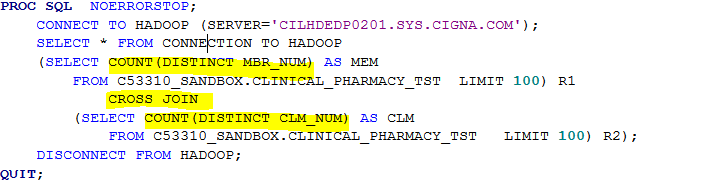 PROC SQL  NOERRORSTOP;
CONNECT TO HADOOP (SERVER='CILHDEDP0201.SYS.CIGNA.COM');
SELECT * FROM CONNECTION TO HADOOP
(SELECT COUNT(DISTINCT MBR_NUM) AS MEM
FROM C53310_SANDBOX.CLINICAL_PHARMACY_TST  LIMIT 100) R1
CROSS JOIN
(SELECT COUNT(DISTINCT CLM_NUM) AS CLM
FROM C53310_SANDBOX.CLINICAL_PHARMACY_TST   LIMIT 100) R2);
DISCONNECT FROM HADOOP;
QUIT;